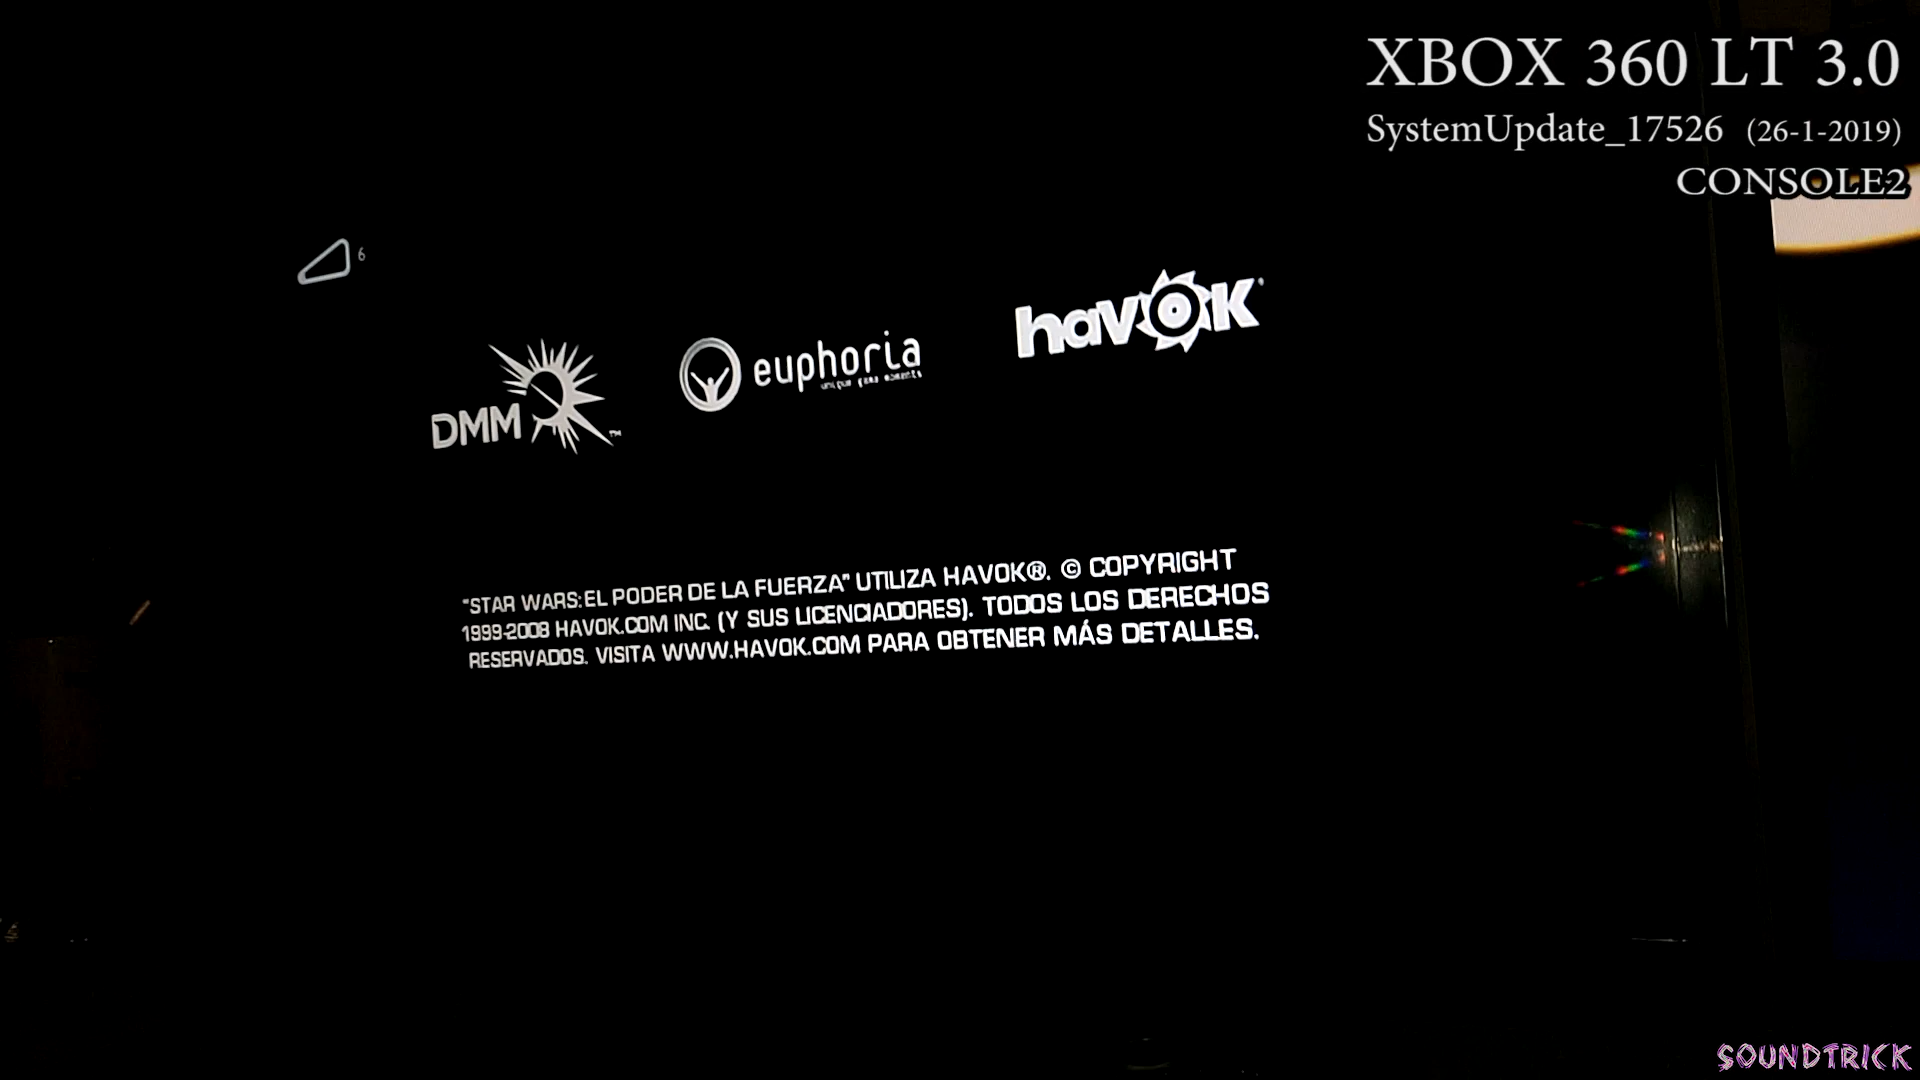 XBOX 360 LT 3.0
SystemUpdate_17526 (26-1-2019)
CONSOLE2
6
DMM™
euphoria
havok
"STAR WARS: EL PODER DE LA FUERZA" UTILIZA HAVOK®. © COPYRIGHT
1999-2008 HAVOK.COM INC. (Y SUS LICENCIADORES). TODOS LOS DERECHOS
RESERVADOS. VISITA WWW.HAVOK.COM PARA OBTENER MÁS DETALLES.
SOUNDTRICK